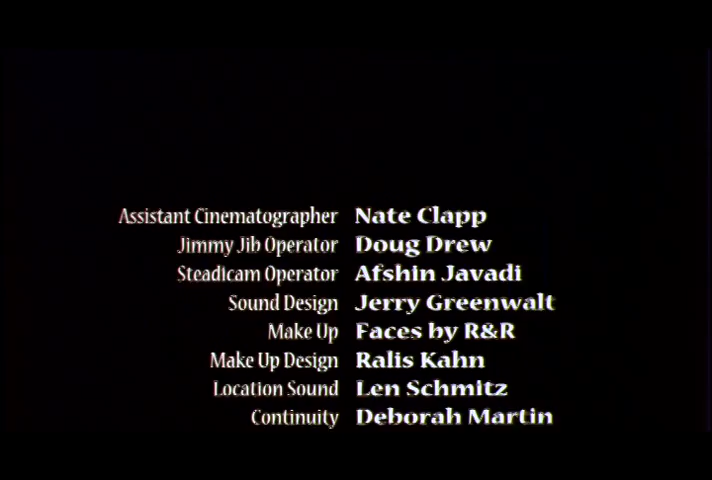 Assistant Cinematographer Nate Clapp
Jimmy Jib Operator Doug Drew
Steadicam Operator Afshin Javadi
Sound Design Jerry Greenwalt
Make Up Faces by R&R
Make Up Design Ralis Kahn
Location Sound Len Schmitz
Continuity Deborah Martin